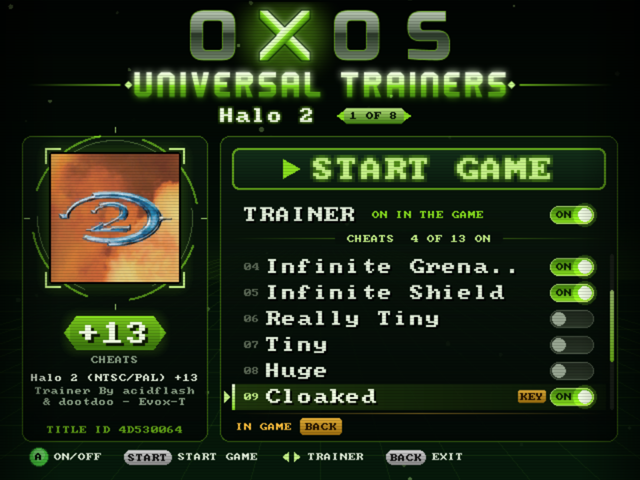 OXOS
UNIVERSAL TRAINERS
Halo 2 1 OF 8
START GAME
TRAINER ON IN THE GAME ON
CHEATS 4 OF 13 ON
04 Infinite Grena.. ON
05 Infinite Shield ON
06 Really Tiny
07 Tiny
08 Huge
09 Cloaked KEY ON
IN GAME BACK
2
+13
CHEATS
Halo 2 (NTSC/PAL) +13
Trainer By acidflash
& dootdoo - Evox-T
TITLE ID 4D530064
A ON/OFF START START GAME TRAINER BACK EXIT